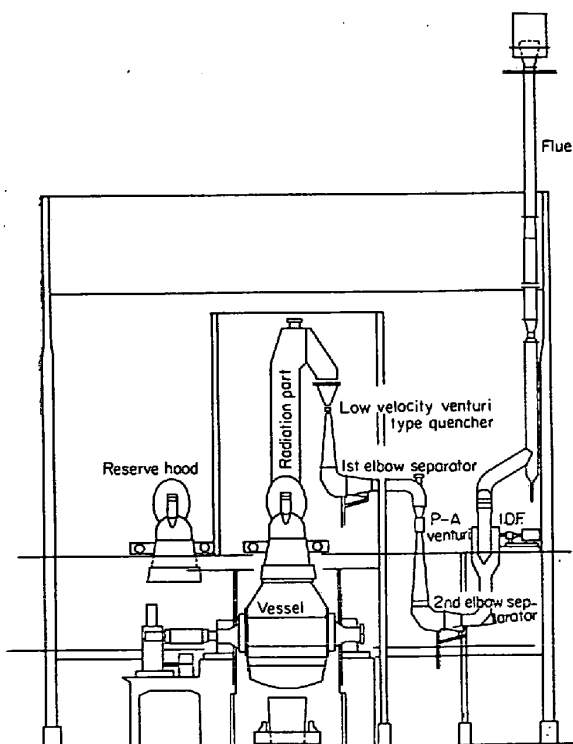 Flue
Radiation part
Low velocity venturi
type quencher
1st elbow separator
Reserve hood
P-A
venturi
I.D.F.
Vessel
2nd elbow sep-
arator